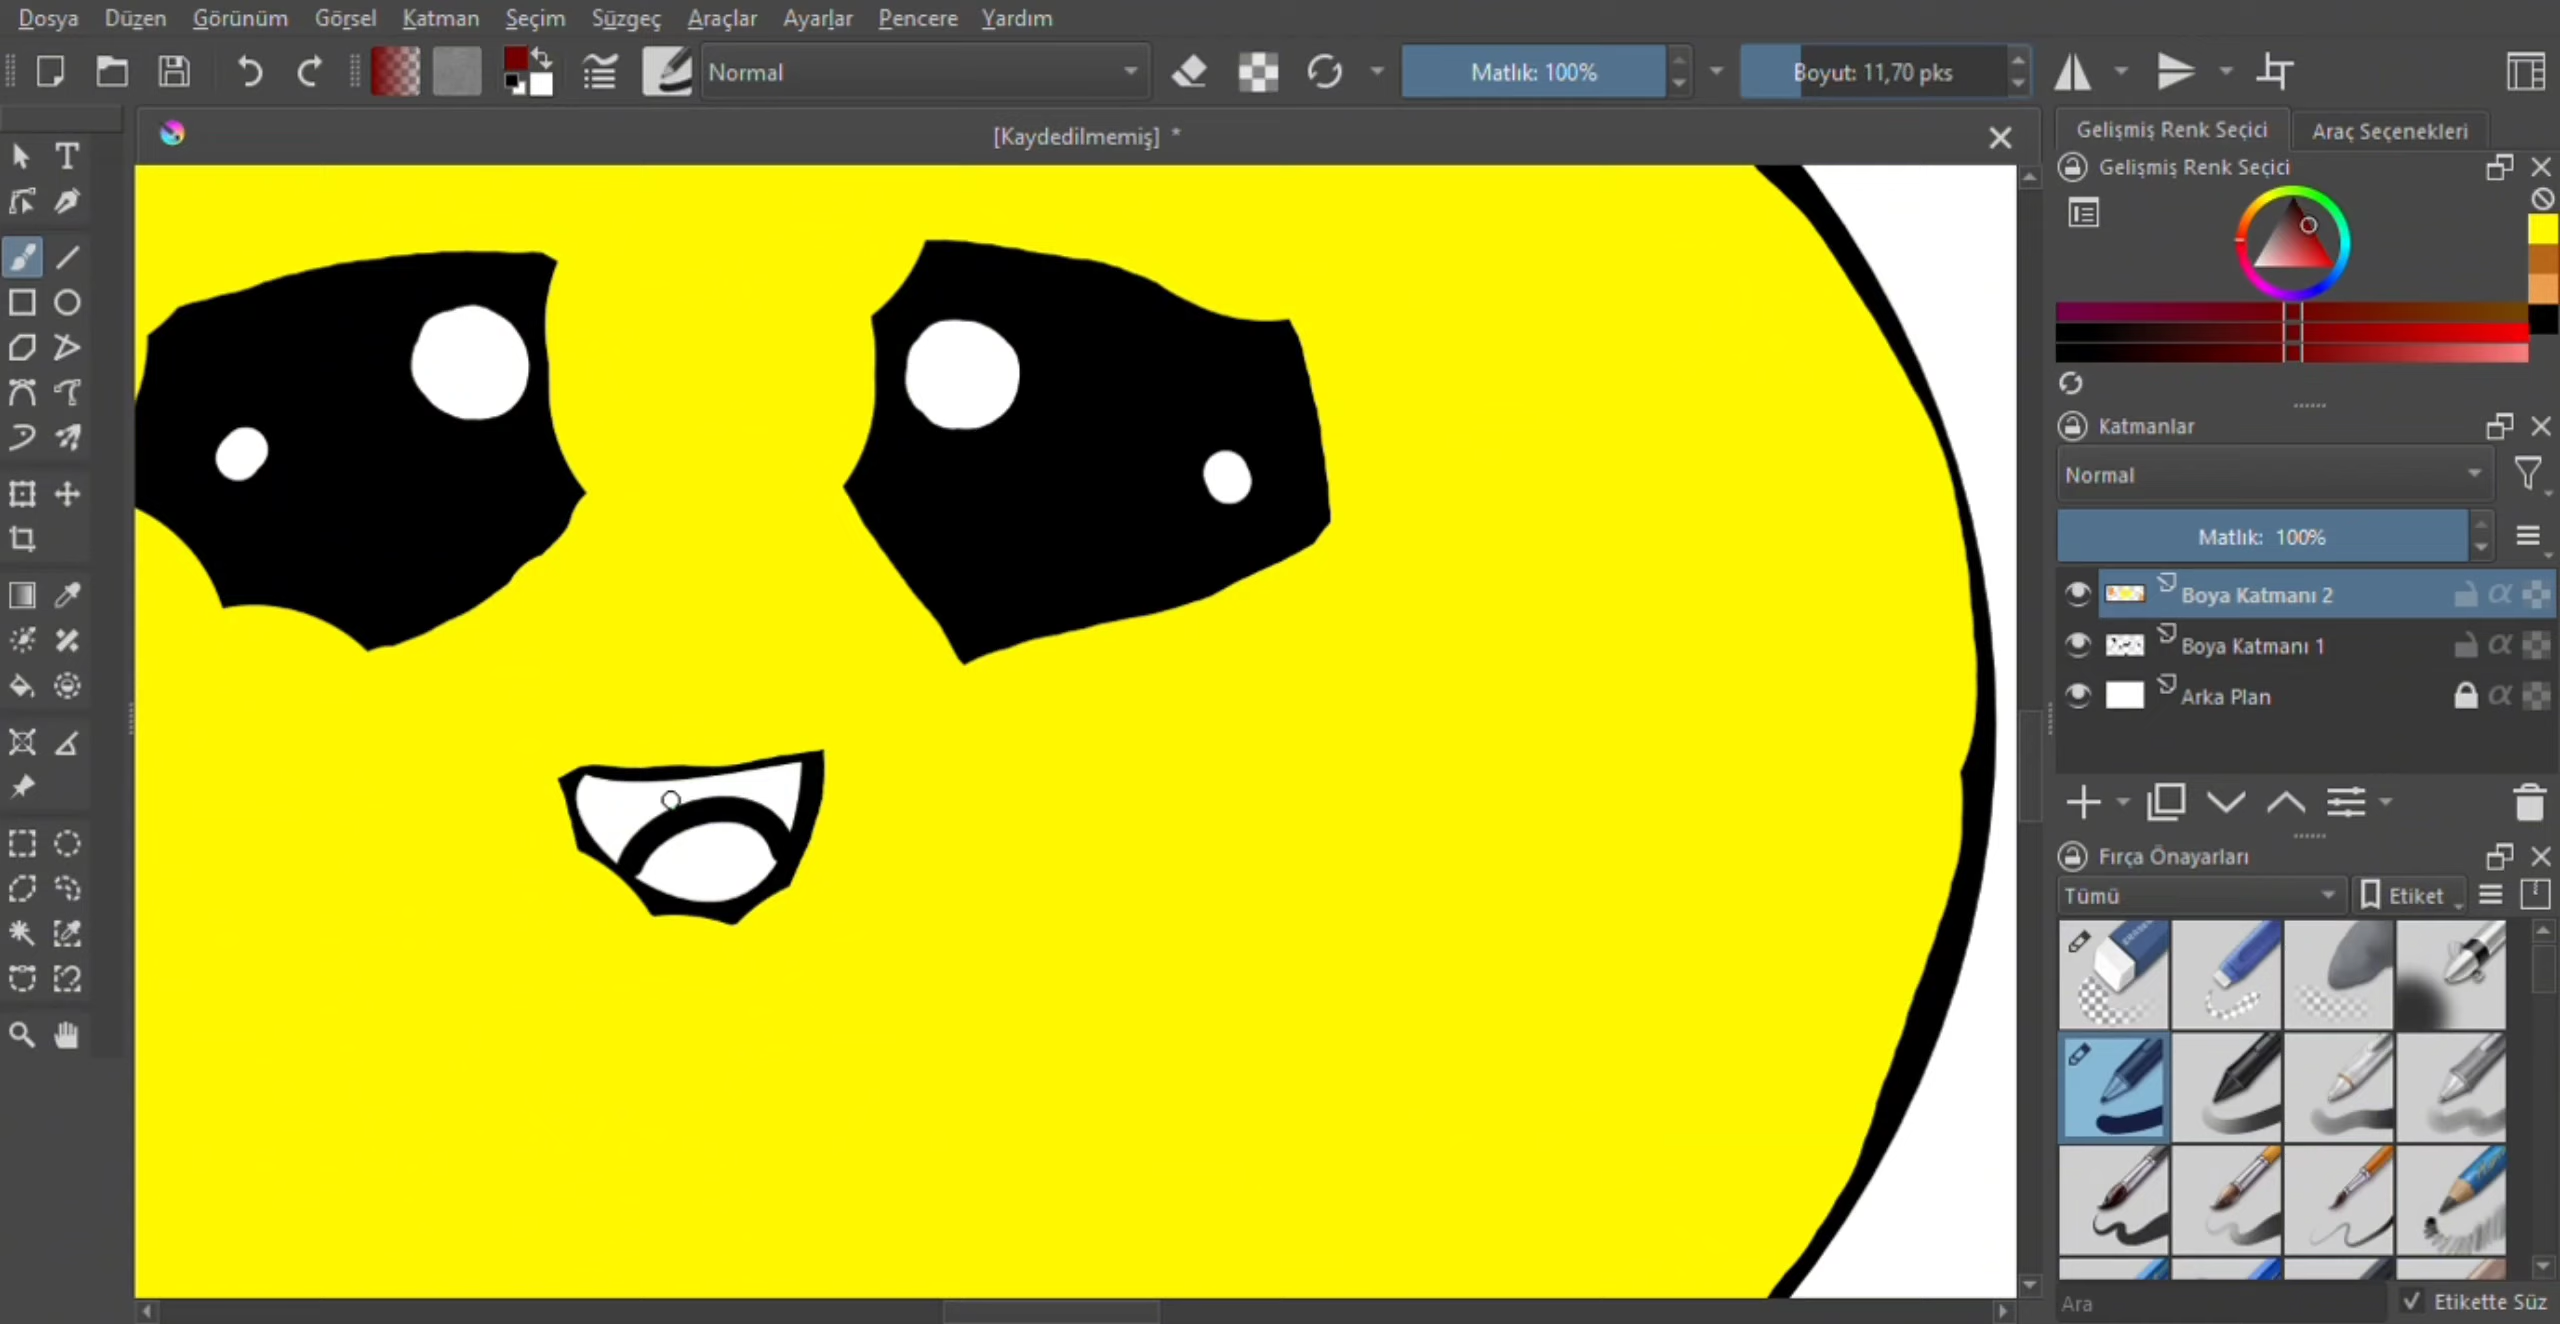 Dosya Düzen Görünüm Görsel Katman Seçim Süzgeç Araçlar Ayarlar Pencere Yardım
Normal Matlık: 100% Boyut: 11,70 pks
[Kaydedilmemiş] *
Gelişmiş Renk Seçici Araç Seçenekleri
Gelişmiş Renk Seçici
Katmanlar
Normal
Matlık: 100%
Boya Katmanı 2
Boya Katmanı 1
Arka Plan
Fırça Önayarları
Tümü Etiket
Ara Etikette Süz